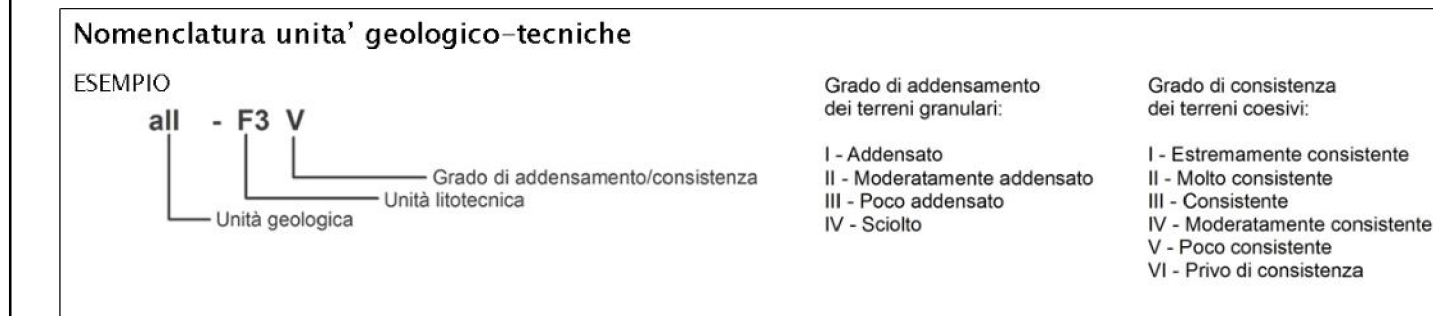 Nomenclatura unita' geologico-tecniche
ESEMPIO
all - F3 V
Grado di addensamento/consistenza
Unità litotecnica
Unità geologica
Grado di addensamento
dei terreni granulari:
I - Addensato
II - Moderatamente addensato
III - Poco addensato
IV - Sciolto
Grado di consistenza
dei terreni coesivi:
I - Estremamente consistente
II - Molto consistente
III - Consistente
IV - Moderatamente consistente
V - Poco consistente
VI - Privo di consistenza